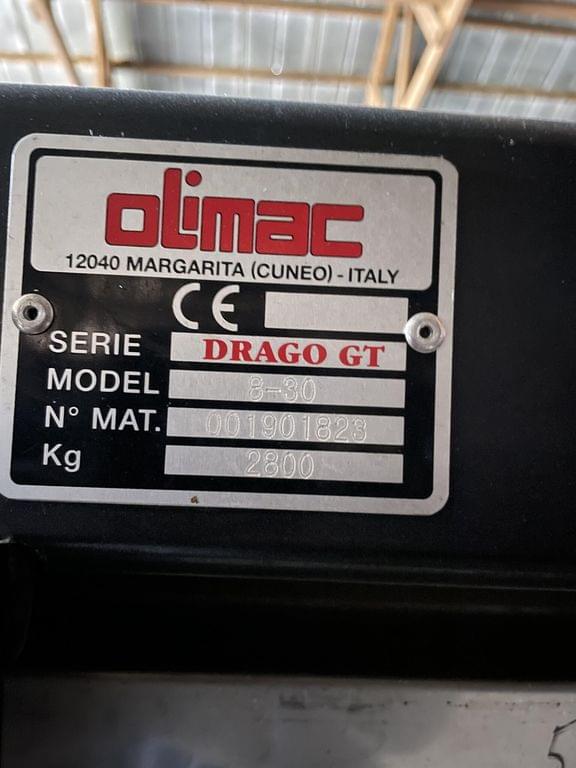 olimac
12040 MARGARITA (CUNEO) - ITALY
CE
SERIE DRAGO GT
MODEL 8-30
N° MAT. 001901823
Kg 2800